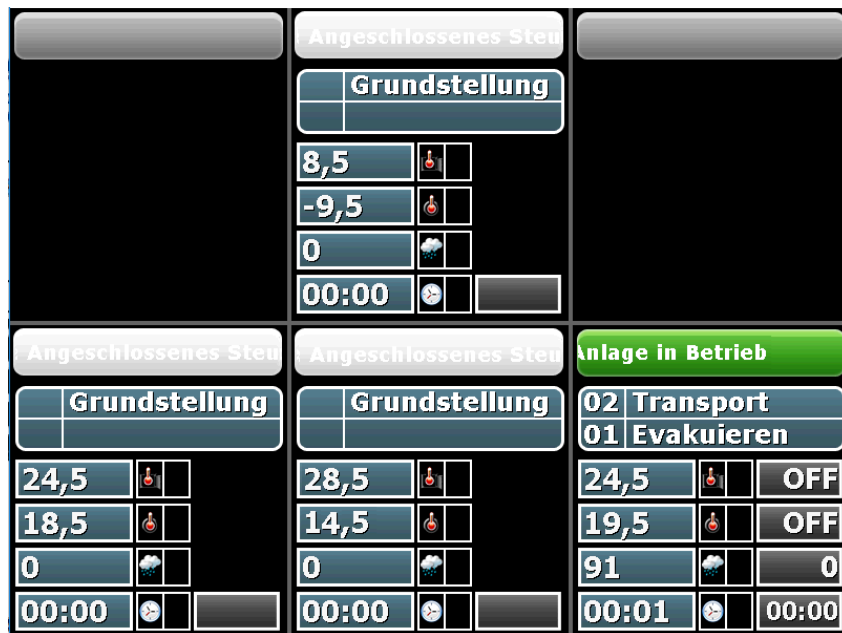 : Angeschlossenes Steu
Grundstellung
8,5
-9,5
0
00:00
: Angeschlossenes Steu
Grundstellung
24,5
18,5
0
00:00
: Angeschlossenes Steu
Grundstellung
28,5
14,5
0
00:00
Anlage in Betrieb
02 Transport
01 Evakuieren
24,5 OFF
19,5 OFF
91 0
00:01 00:00